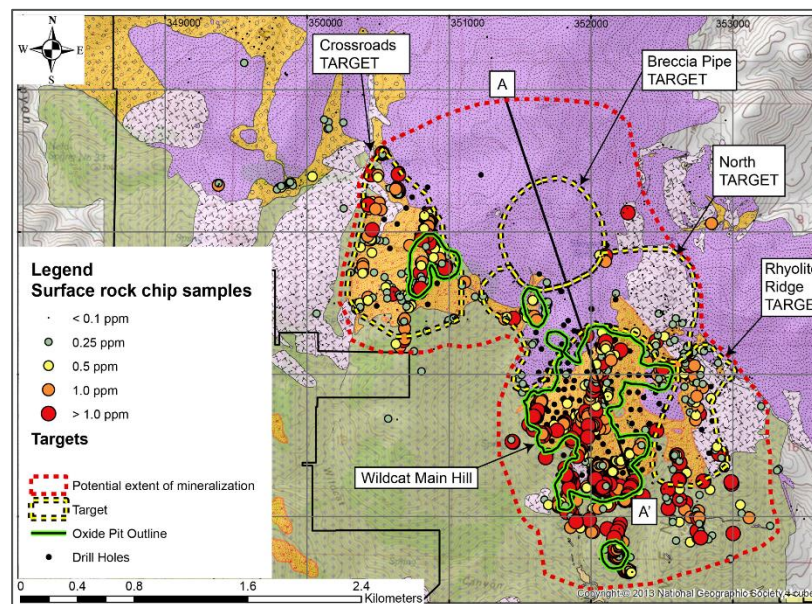 349000
350000
351000
352000
353000
N
W
E
S
Crossroads
TARGET
Breccia Pipe
TARGET
A
North
TARGET
Rhyolite
Ridge
TARGET
Legend
Surface rock chip samples
< 0.1 ppm
0.25 ppm
0.5 ppm
1.0 ppm
> 1.0 ppm
Targets
Potential extent of mineralization
Target
Oxide Pit Outline
Drill Holes
Wildcat Main Hill
A'
0
0.4
0.8
1.6
2.4
Kilometers
Copyright © 2013 National Geographic Society